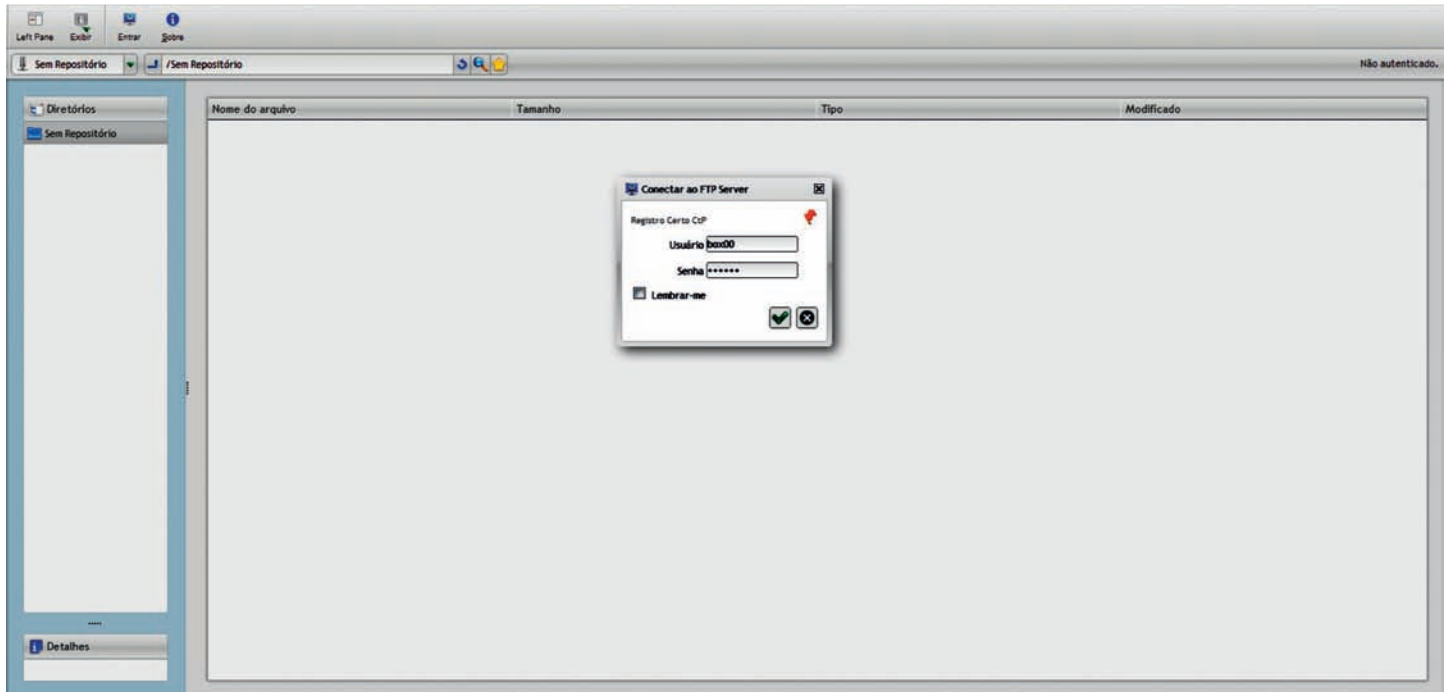 Left Pane Exibir Entrar Sobre
Sem Repositório /Sem Repositório Não autenticado.
Diretórios
Sem Repositório
Nome do arquivo Tamanho Tipo Modificado
Conectar ao FTP Server
Registro Certo CtP
Usuário box00
Senha ••••••
Lembrar-me
Detalhes